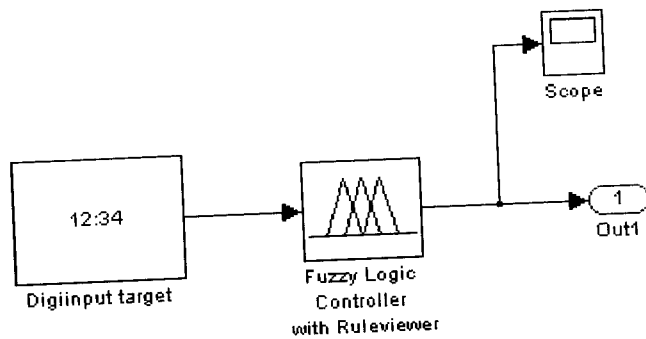 Scope
12:34
1
Out1
Digiinput target
Fuzzy Logic
Controller
with Ruleviewer